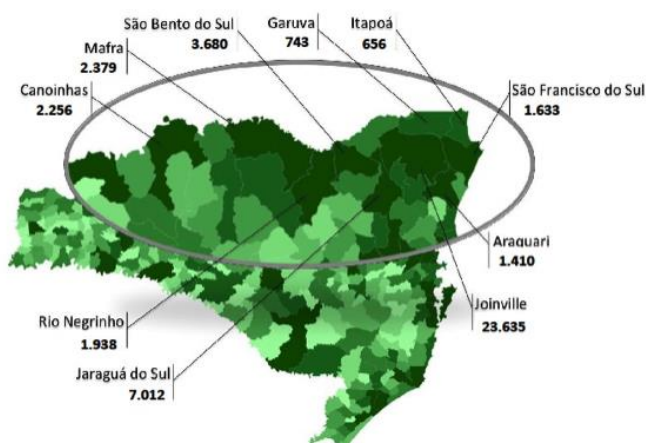 São Bento do Sul
3.680
Garuva
743
Itapoá
656
Mafra
2.379
Canoinhas
2.256
São Francisco do Sul
1.633
Araquari
1.410
Joinville
23.635
Rio Negrinho
1.938
Jaraguá do Sul
7.012